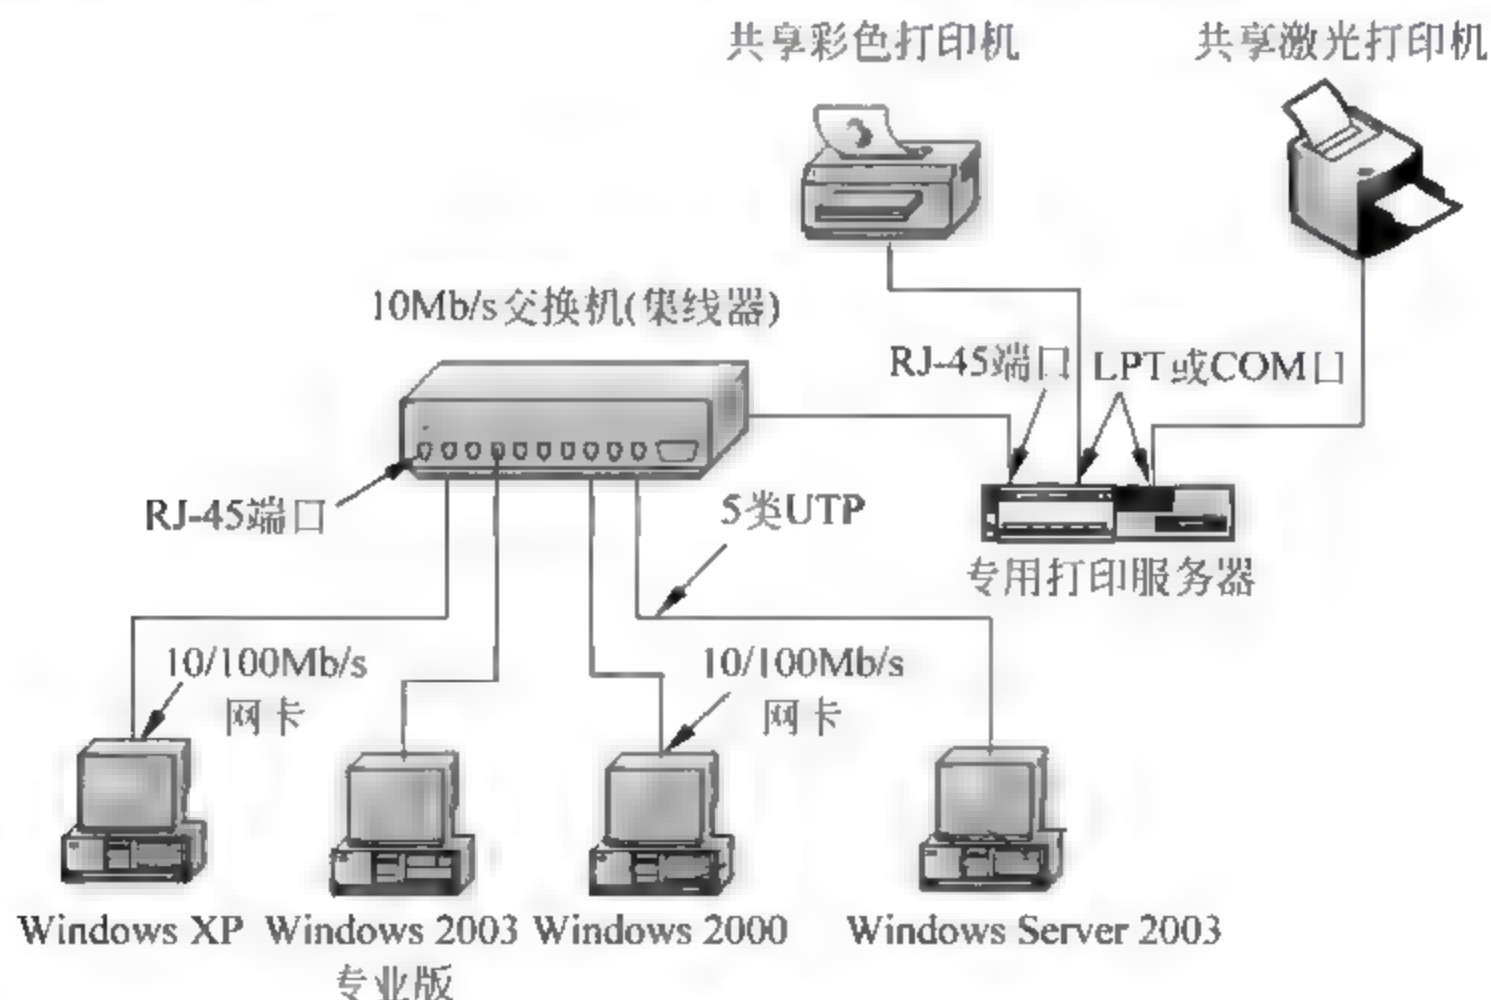 共享彩色打印机
共享激光打印机
10Mb/s交换机(集线器)
RJ-45端口
LPT或COM口
RJ-45端口
5类UTP
专用打印服务器
10/100Mb/s
网卡
10/100Mb/s
网卡
Windows XP
Windows 2003
专业版
Windows 2000
Windows Server 2003